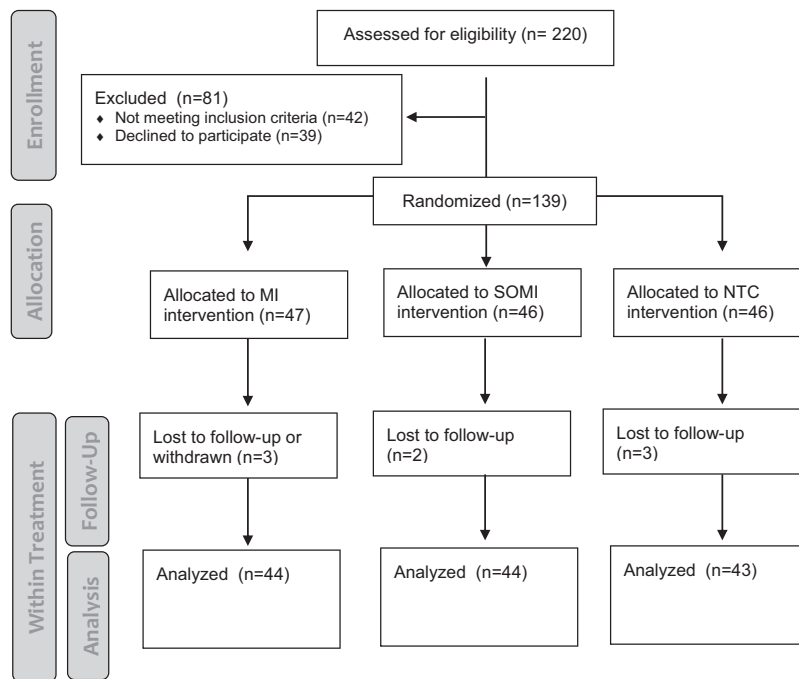 Enrollment
Assessed for eligibility (n= 220)
Excluded (n=81)
♦ Not meeting inclusion criteria (n=42)
♦ Declined to participate (n=39)
Randomized (n=139)
Allocation
Allocated to MI
intervention (n=47)
Allocated to SOMI
intervention (n=46)
Allocated to NTC
intervention (n=46)
Within Treatment
Follow-Up
Lost to follow-up or
withdrawn (n=3)
Lost to follow-up
(n=2)
Lost to follow-up
(n=3)
Analysis
Analyzed (n=44)
Analyzed (n=44)
Analyzed (n=43)